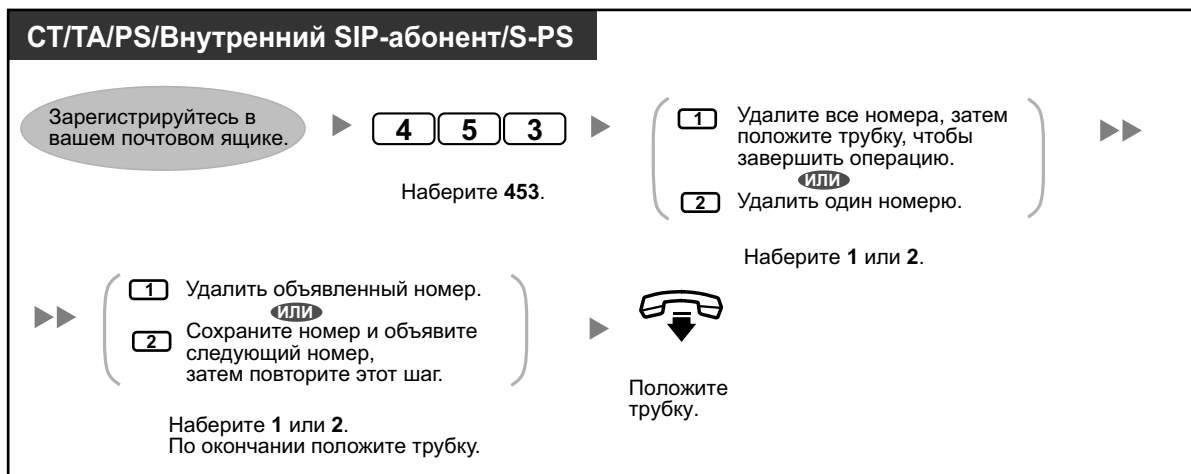 СТ/TA/PS/Внутренний SIP-абонент/S-PS
Зарегистрируйтесь в
вашем почтовом ящике.
4 5 3
Наберите 453.
1 Удалите все номера, затем
положите трубку, чтобы
завершить операцию.
ИЛИ
2 Удалить один номерю.
Наберите 1 или 2.
1 Удалить объявленный номер.
ИЛИ
2 Сохраните номер и объявите
следующий номер,
затем повторите этот шаг.
Наберите 1 или 2.
По окончании положите трубку.
Положите
трубку.